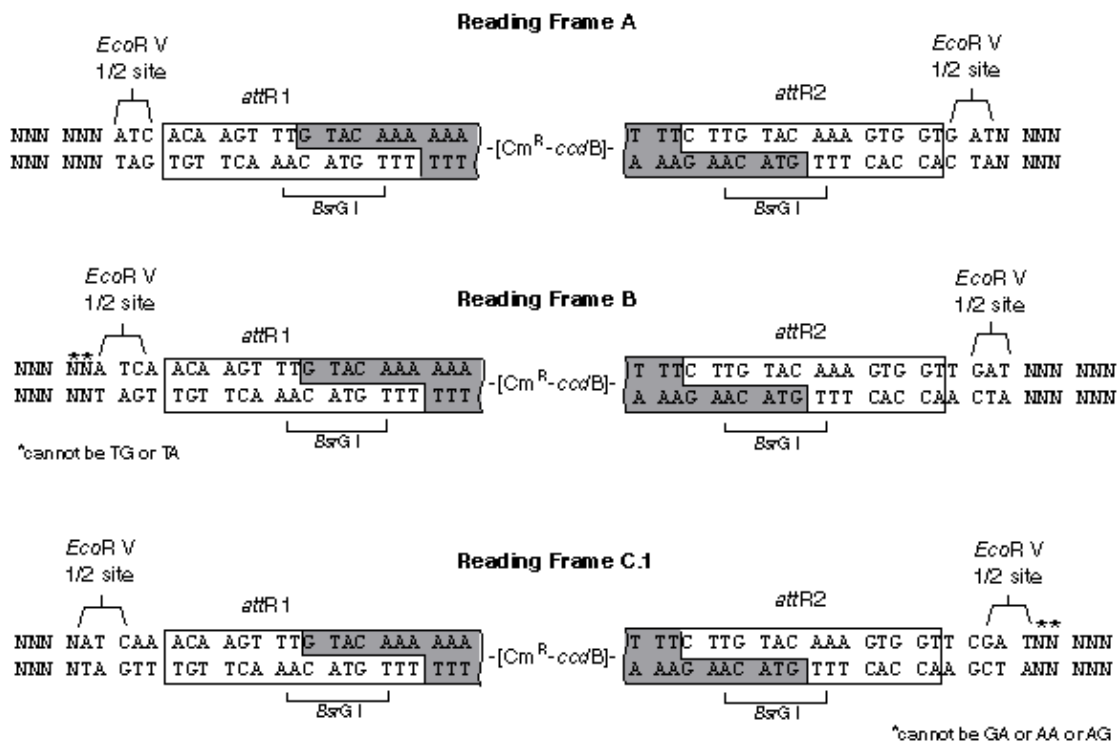 Reading Frame A
EcoR V
1/2 site
EcoR V
1/2 site
attR1
attR2
NNN NNN ATC ACA AGT TTG TAC AAA AAA -[Cmᴿ-ccdB]- T TTC TTG TAC AAA GTG GTG ATN NNN
NNN NNN TAG TGT TCA AAC ATG TTT TTT A AAG AAC ATG TTT CAC CAC TAN NNN
BsrG I
BsrG I
EcoR V
1/2 site
Reading Frame B
EcoR V
1/2 site
attR1
attR2
**
NNN NNA TCA ACA AGT TTG TAC AAA AAA -[Cmᴿ-ccdB]- T TTC TTG TAC AAA GTG GTT GAT NNN NNN
NNN NNT AGT TGT TCA AAC ATG TTT TTT A AAG AAC ATG TTT CAC CAA CTA NNN NNN
BsrG I
BsrG I
*cannot be TG or TA
EcoR V
1/2 site
Reading Frame C.1
EcoR V
1/2 site
attR1
attR2
**
NNN NAT CAA ACA AGT TTG TAC AAA AAA -[Cmᴿ-ccdB]- T TTC TTG TAC AAA GTG GTT CGA TNN NNN
NNN NTA GTT TGT TCA AAC ATG TTT TTT A AAG AAC ATG TTT CAC CAA GCT ANN NNN
BsrG I
BsrG I
*cannot be GA or AA or AG